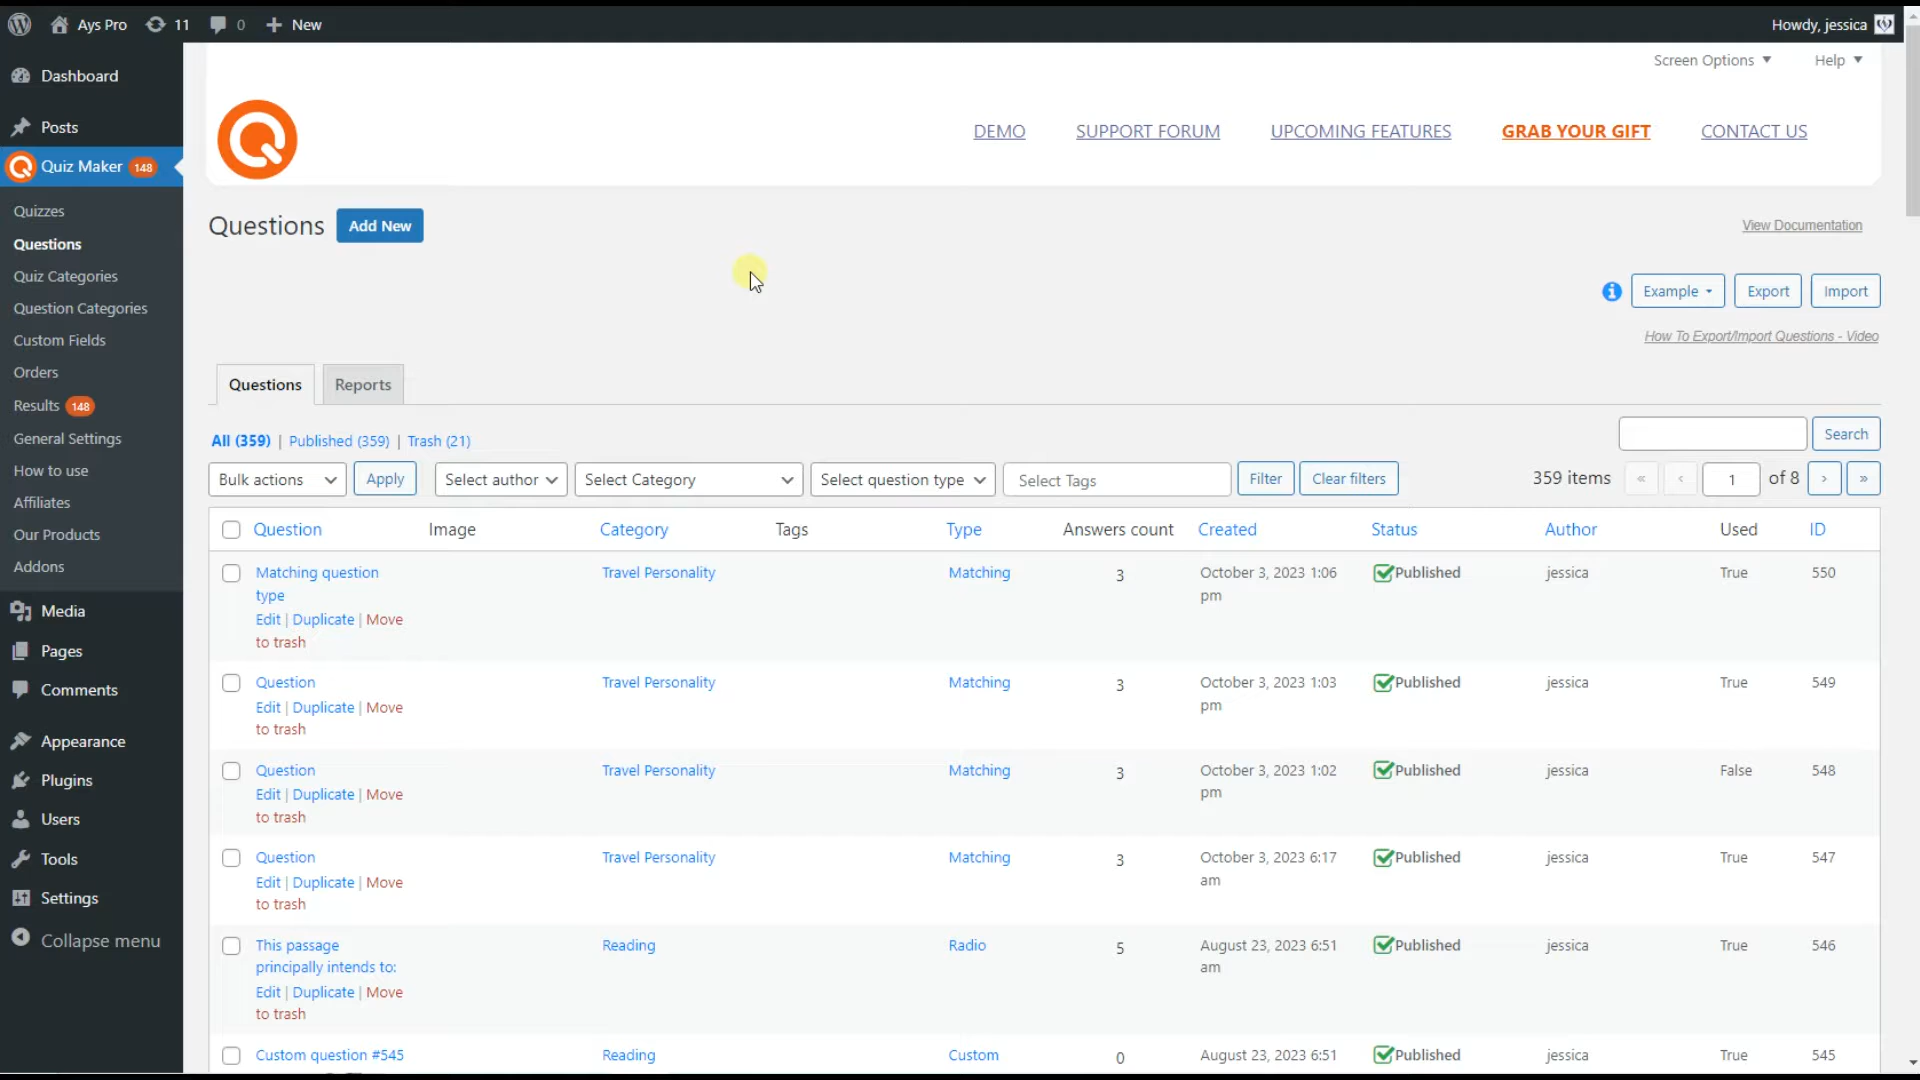 Ays Pro 11 0 New Howdy, jessica
Dashboard
Posts
Quiz Maker 148
Quizzes
Questions
Quiz Categories
Question Categories
Custom Fields
Orders
Results 148
General Settings
How to use
Affiliates
Our Products
Addons
Media
Pages
Comments
Appearance
Plugins
Users
Tools
Settings
Collapse menu
Screen Options Help
DEMO SUPPORT FORUM UPCOMING FEATURES GRAB YOUR GIFT CONTACT US
Questions Add New View Documentation
Example Export Import
How To Export/Import Questions - Video
Questions Reports
All (359) | Published (359) | Trash (21) Search
Bulk actions Apply Select author Select Category Select question type Select Tags Filter Clear filters 359 items « ‹ 1 of 8 › »
Question Image Category Tags Type Answers count Created Status Author Used ID
Matching question Travel Personality Matching 3 October 3, 2023 1:06 Published jessica True 550
type pm
Edit | Duplicate | Move
to trash
Question Travel Personality Matching 3 October 3, 2023 1:03 Published jessica True 549
Edit | Duplicate | Move pm
to trash
Question Travel Personality Matching 3 October 3, 2023 1:02 Published jessica False 548
Edit | Duplicate | Move pm
to trash
Question Travel Personality Matching 3 October 3, 2023 6:17 Published jessica True 547
Edit | Duplicate | Move am
to trash
This passage Reading Radio 5 August 23, 2023 6:51 Published jessica True 546
principally intends to: am
Edit | Duplicate | Move
to trash
Custom question #545 Reading Custom 0 August 23, 2023 6:51 Published jessica True 545